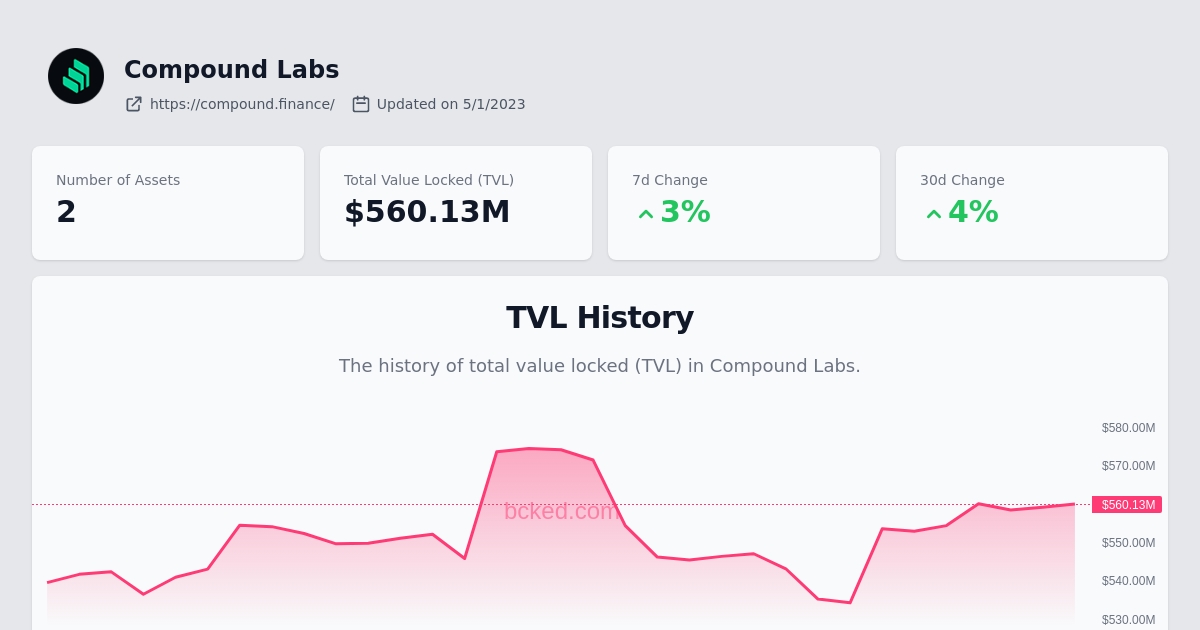 Compound Labs
https://compound.finance/ Updated on 5/1/2023
Number of Assets
2
Total Value Locked (TVL)
$560.13M
7d Change
3%
30d Change
4%
TVL History
The history of total value locked (TVL) in Compound Labs.
$580.00M
$570.00M
$560.13M
bcked.com
$550.00M
$540.00M
$530.00M